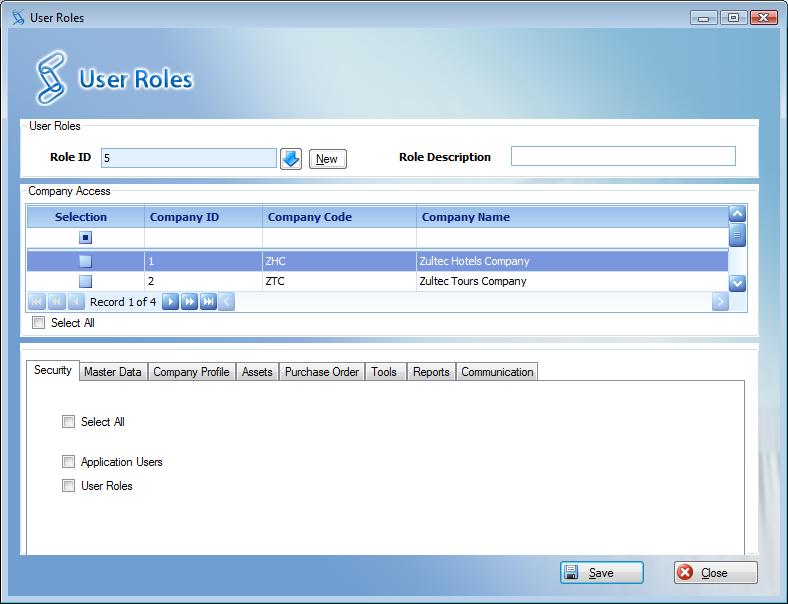 User Roles
User Roles
User Roles
Role ID 5 New Role Description
Company Access
Selection Company ID Company Code Company Name
1 ZHC Zultec Hotels Company
2 ZTC Zultec Tours Company
Record 1 of 4
Select All
Security Master Data Company Profile Assets Purchase Order Tools Reports Communication
Select All
Application Users
User Roles
Save Close